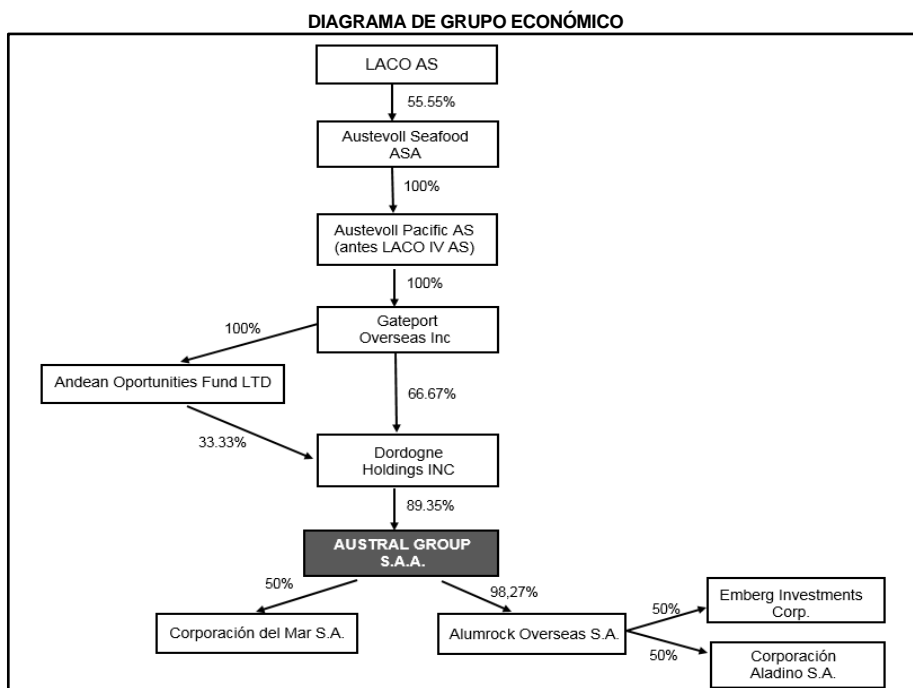 DIAGRAMA DE GRUPO ECONÓMICO
LACO AS
55.55%
Austevoll Seafood
ASA
100%
Austevoll Pacific AS
(antes LACO IV AS)
100%
Gateport
Overseas Inc
100%
Andean Oportunities Fund LTD
66.67%
33.33%
Dordogne
Holdings INC
89.35%
AUSTRAL GROUP
S.A.A.
50%
98,27%
Corporación del Mar S.A.
Alumrock Overseas S.A.
50%
Emberg Investments
Corp.
50%
Corporación
Aladino S.A.